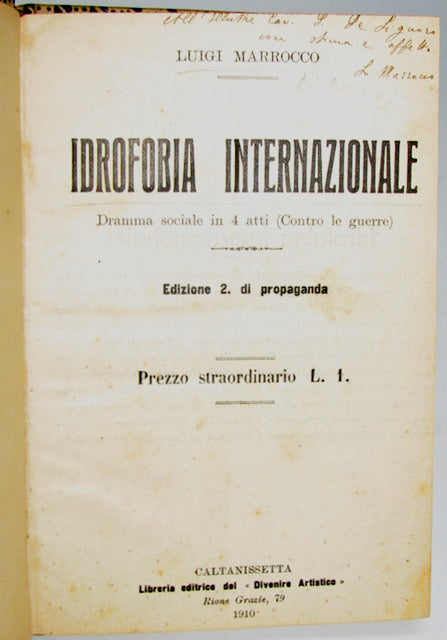 All'illustre Cav. L. De Liguoro
con stima e affetto
L. Marrocco
LUIGI MARROCCO
IDROFOBIA INTERNAZIONALE
Dramma sociale in 4 atti (Contro le guerre)
Edizione 2. di propaganda
Prezzo straordinario L. 1.
CALTANISSETTA
Libreria editrice del « Divenire Artistico »
Rione Grazie, 79
1910